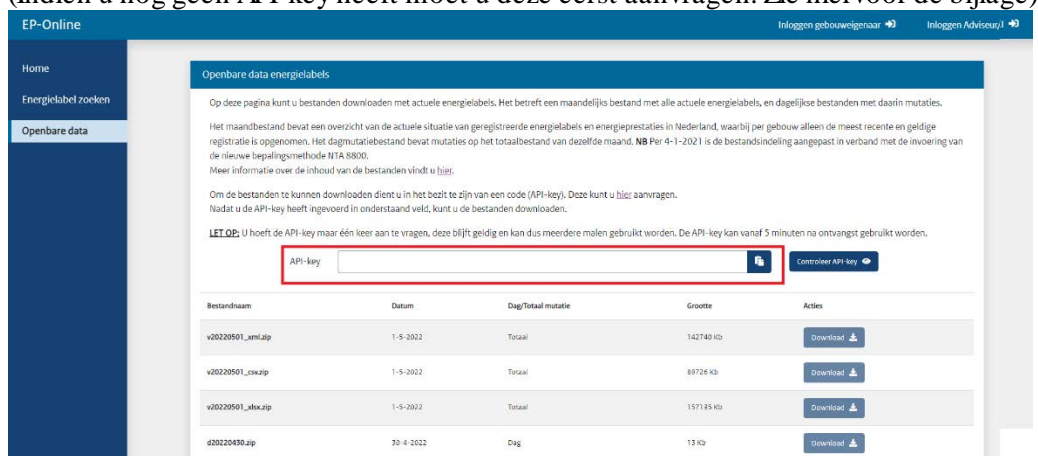 (indien u nog geen API-key heeft moet u deze eerst aanvragen. Zie hiervoor de bijlage)
EP-Online
Inloggen gebouweigenaar
Inloggen Adviseur/I
Home
Energielabel zoeken
Openbare data
Openbare data energielabels
Op deze pagina kunt u bestanden downloaden met actuele energielabels. Het betreft een maandelijks bestand met alle actuele energielabels, en dagelijkse bestanden met daarin mutaties.
Het maandbestand bevat een overzicht van de actuele situatie van geregistreerde energielabels en energieprestaties in Nederland, waarbij per gebouw alleen de meest recente en geldige
registratie is opgenomen. Het dagmutatiebestand bevat mutaties op het totaalbestand van dezelfde maand. NB Per 4-1-2021 is de bestandsindeling aangepast in verband met de invoering van
de nieuwe bepalingsmethode NTA 8800.
Meer informatie over de inhoud van de bestanden vindt u hier.
Om de bestanden te kunnen downloaden dient u in het bezit te zijn van een code (API-key). Deze kunt u hier aanvragen.
Nadat u de API-key heeft ingevoerd in onderstaand veld, kunt u de bestanden downloaden.
LET OP: U hoeft de API-key maar één keer aan te vragen, deze blijft geldig en kan dus meerdere malen gebruikt worden. De API-key kan vanaf 5 minuten na ontvangst gebruikt worden.
API-key
Controleer API-key
Bestandnaam Datum Dag/Totaal mutatie Grootte Acties
v20220501_xml.zip 1-5-2022 Totaal 142740 Kb Download
v20220501_csv.zip 1-5-2022 Totaal 89726 Kb Download
v20220501_xlsx.zip 1-5-2022 Totaal 157135 Kb Download
d20220430.zip 30-4-2022 Dag 13 Kb Download